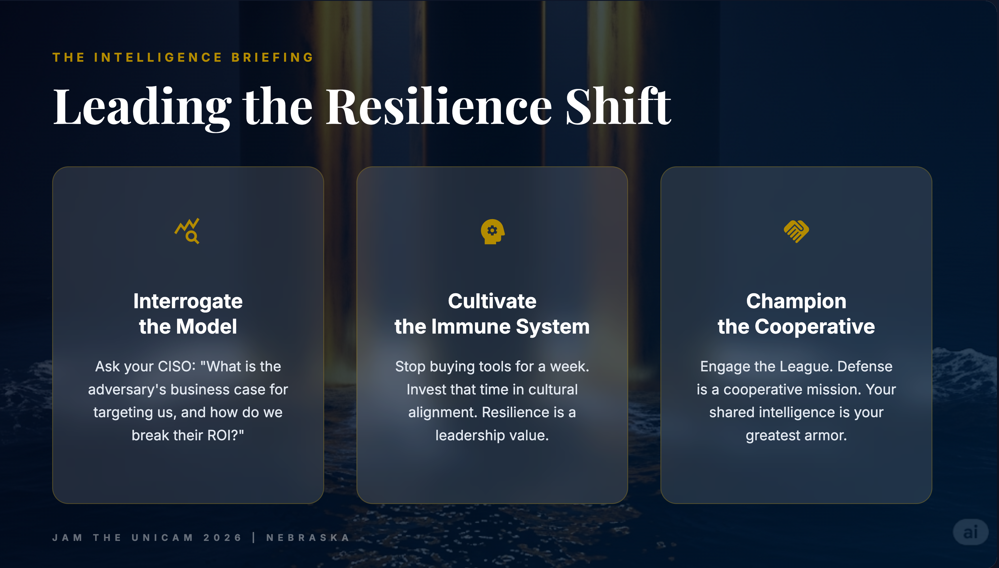 THE INTELLIGENCE BRIEFING
Leading the Resilience Shift
Interrogate
the Model
Ask your CISO: "What is the
adversary's business case for
targeting us, and how do we
break their ROI?"
Cultivate
the Immune System
Stop buying tools for a week.
Invest that time in cultural
alignment. Resilience is a
leadership value.
Champion
the Cooperative
Engage the League. Defense
is a cooperative mission. Your
shared intelligence is your
greatest armor.
JAM THE UNICAM 2026 | NEBRASKA
ai